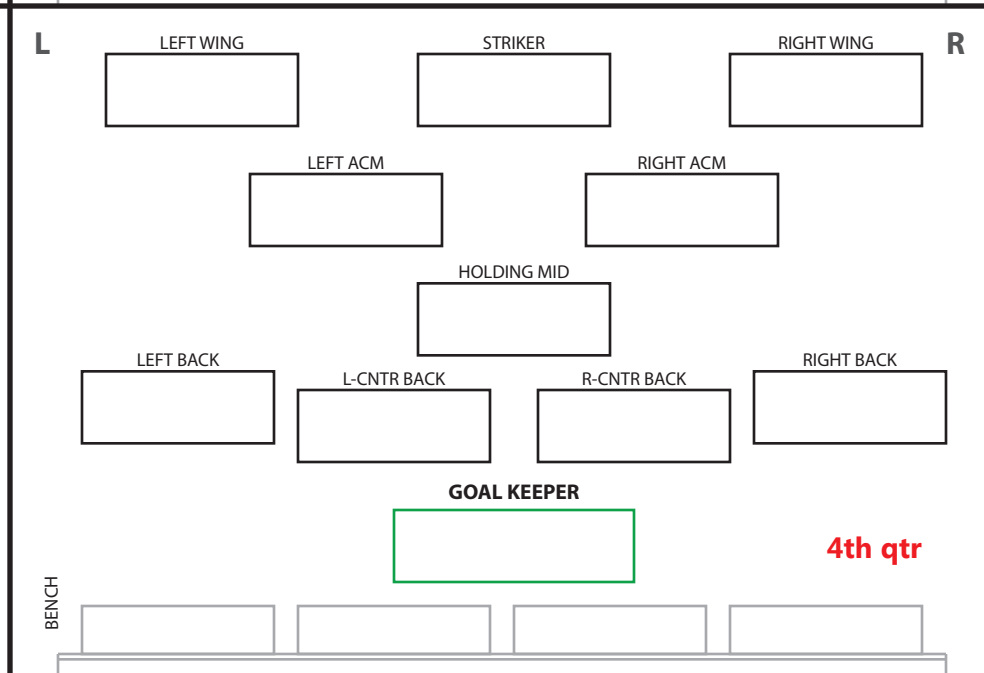 L
LEFT WING
STRIKER
RIGHT WING
R
LEFT ACM
RIGHT ACM
HOLDING MID
LEFT BACK
L-CNTR BACK
R-CNTR BACK
RIGHT BACK
GOAL KEEPER
4th qtr
BENCH